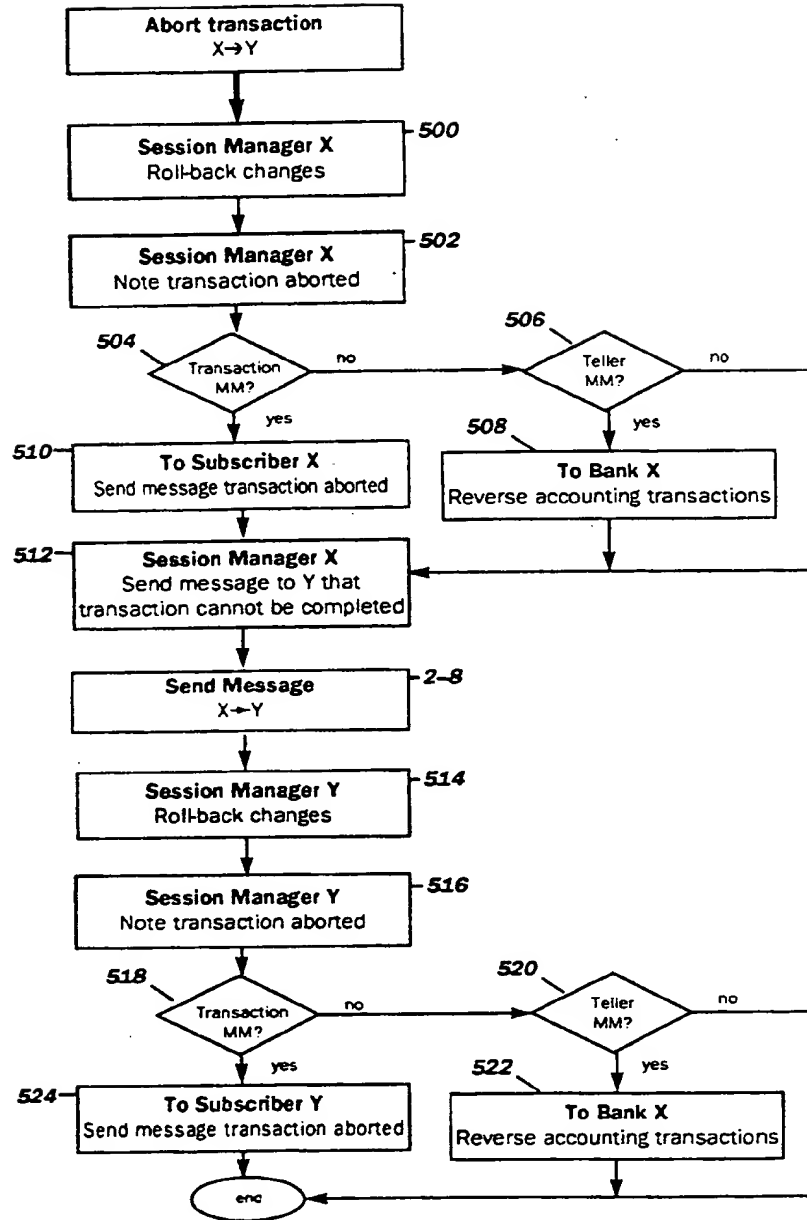 Abort transaction
X→Y
Session Manager X
Roll-back changes
500
Session Manager X
Note transaction aborted
502
504
Transaction
MM?
no
yes
506
Teller
MM?
no
yes
510
To Subscriber X
Send message transaction aborted
508
To Bank X
Reverse accounting transactions
512
Session Manager X
Send message to Y that
transaction cannot be completed
Send Message
X→Y
2-8
Session Manager Y
Roll-back changes
514
Session Manager Y
Note transaction aborted
516
518
Transaction
MM?
no
yes
520
Teller
MM?
no
yes
524
To Subscriber Y
Send message transaction aborted
522
To Bank X
Reverse accounting transactions
end